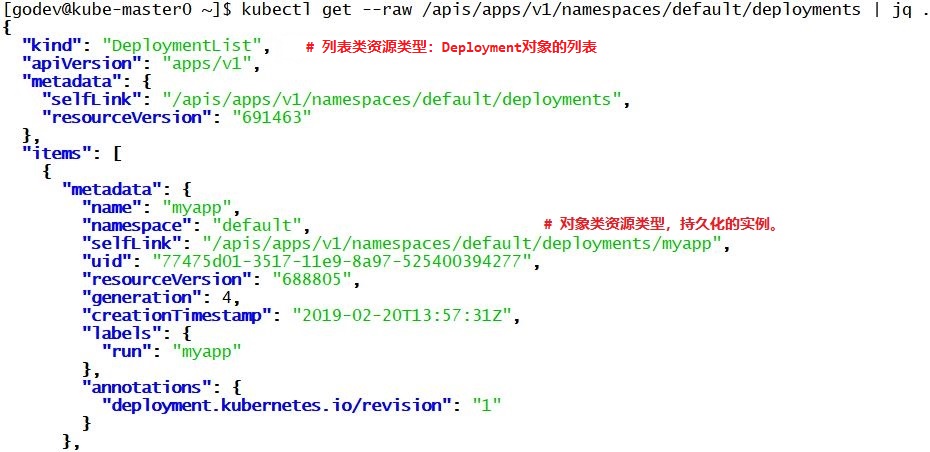 [godev@kube-master0 ~]$ kubectl get --raw /apis/apps/v1/namespaces/default/deployments | jq .
{
  "kind": "DeploymentList",    # 列表类资源类型：Deployment对象的列表
  "apiVersion": "apps/v1",
  "metadata": {
    "selfLink": "/apis/apps/v1/namespaces/default/deployments",
    "resourceVersion": "691463"
  },
  "items": [
    {
      "metadata": {
        "name": "myapp",
        "namespace": "default",    # 对象类资源类型，持久化的实例。
        "selfLink": "/apis/apps/v1/namespaces/default/deployments/myapp",
        "uid": "77475d01-3517-11e9-8a97-525400394277",
        "resourceVersion": "688805",
        "generation": 4,
        "creationTimestamp": "2019-02-20T13:57:31Z",
        "labels": {
          "run": "myapp"
        },
        "annotations": {
          "deployment.kubernetes.io/revision": "1"
        }
      },